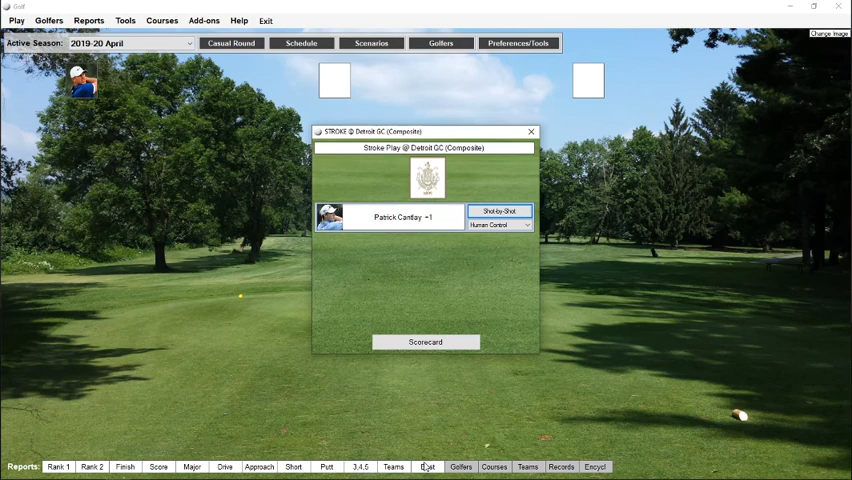 Golf
Play Golfers Reports Tools Courses Add-ons Help Exit
Change Image
Active Season: 2019-20 April Casual Round Schedule Scenarios Golfers Preferences/Tools
STROKE @ Detroit GC (Composite)
Stroke Play @ Detroit GC (Composite)
Patrick Cantlay +1
Shot-by-Shot
Human Control
Scorecard
Reports: Rank 1 Rank 2 Finish Score Major Drive Approach Short Putt 3,4,5 Teams Golfers Courses Teams Records Encycl